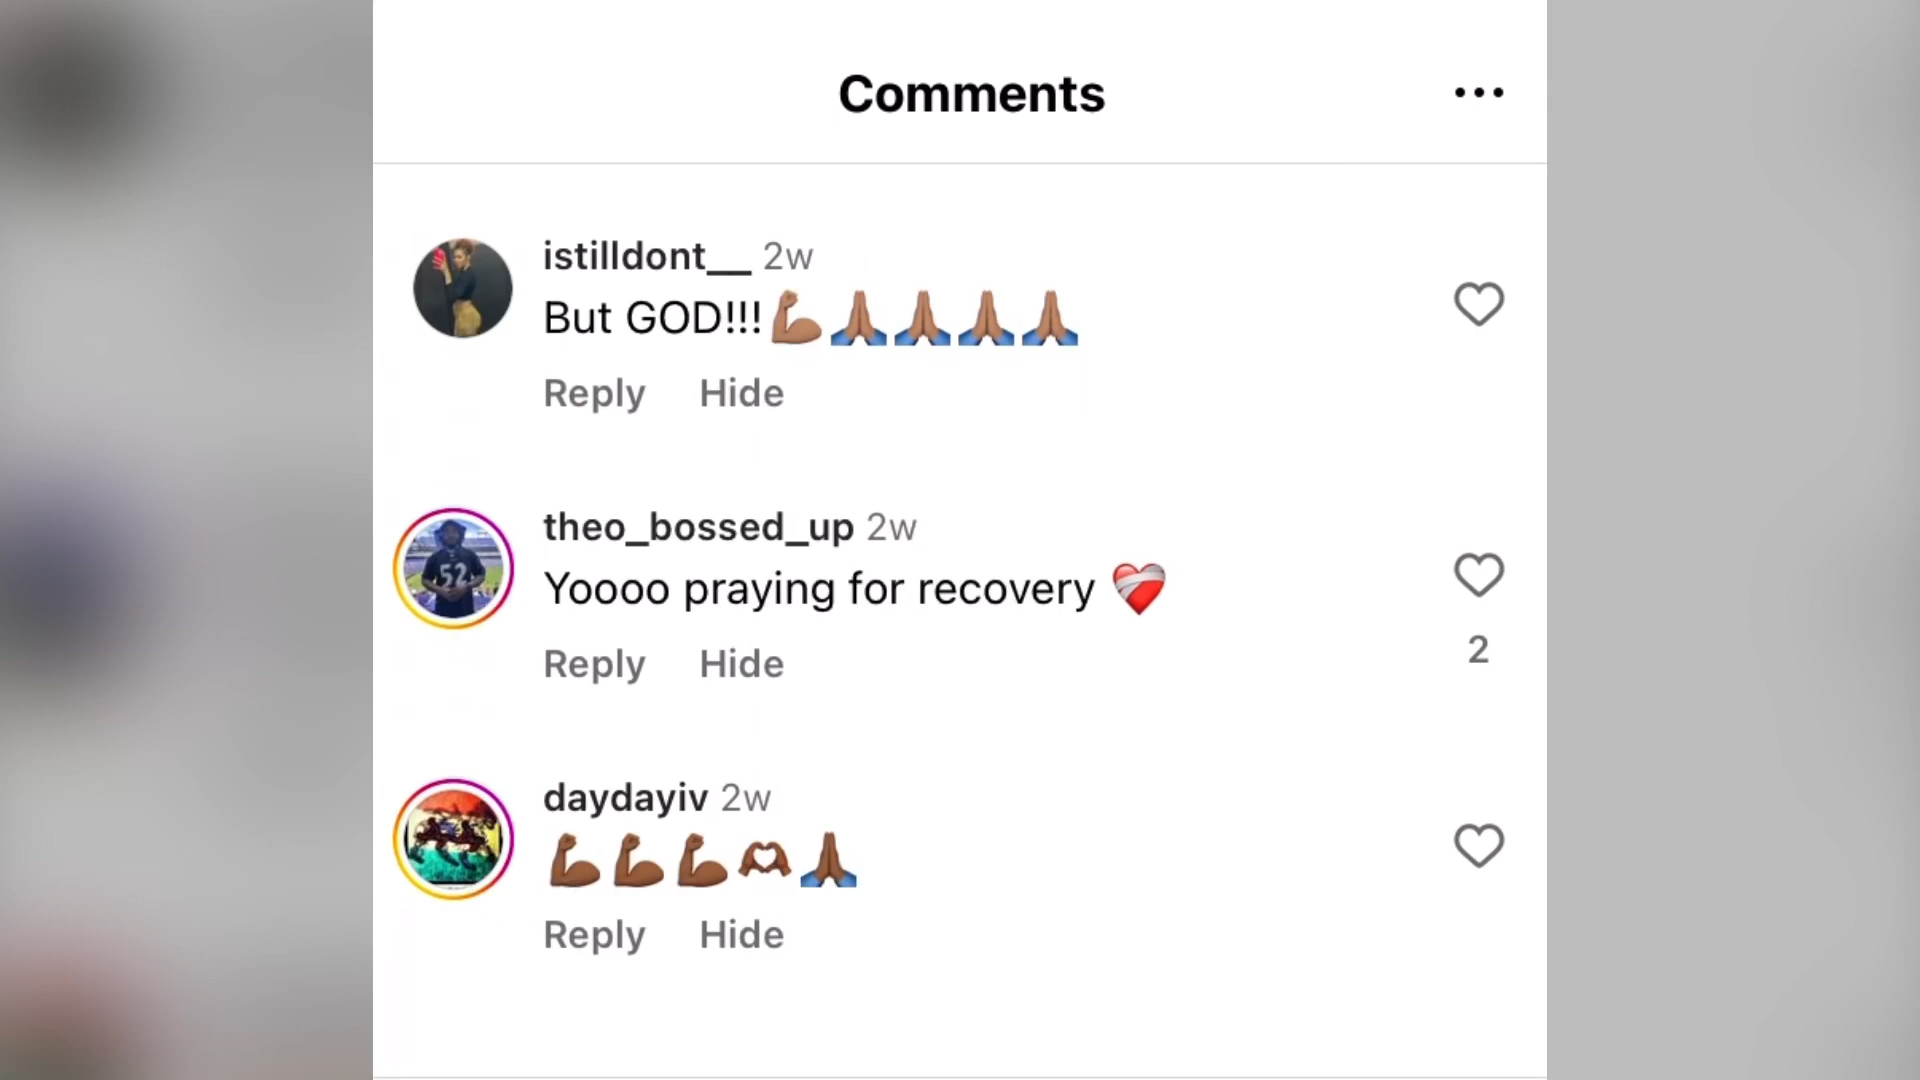 Comments
istilldont__ 2w
But GOD!!!💪🏽🙏🏽🙏🏽🙏🏽🙏🏽
Reply Hide
theo_bossed_up 2w
Yoooo praying for recovery ❤️‍🩹
2
Reply Hide
daydayiv 2w
💪🏾💪🏾💪🏾🫶🏾🙏🏾
Reply Hide
52